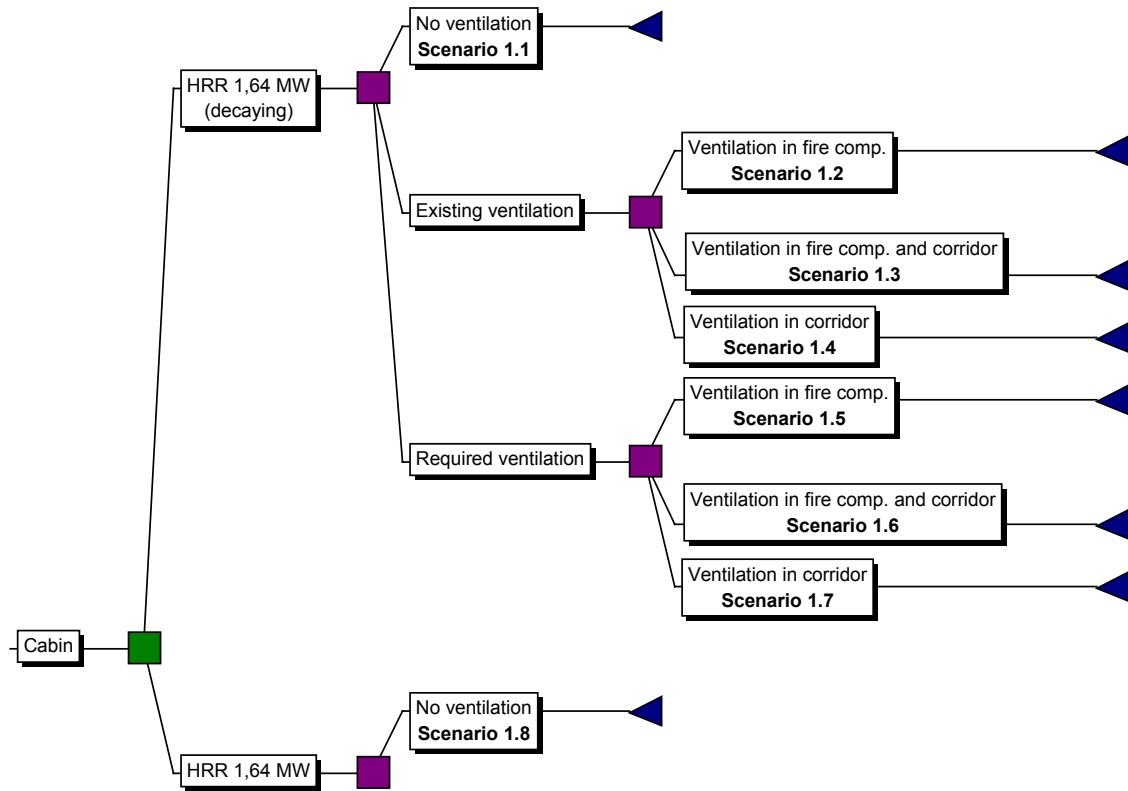 No ventilation
Scenario 1.1
HRR 1,64 MW
(decaying)
Ventilation in fire comp.
Scenario 1.2
Existing ventilation
Ventilation in fire comp. and corridor
Scenario 1.3
Ventilation in corridor
Scenario 1.4
Ventilation in fire comp.
Scenario 1.5
Required ventilation
Ventilation in fire comp. and corridor
Scenario 1.6
Ventilation in corridor
Scenario 1.7
Cabin
No ventilation
Scenario 1.8
HRR 1,64 MW